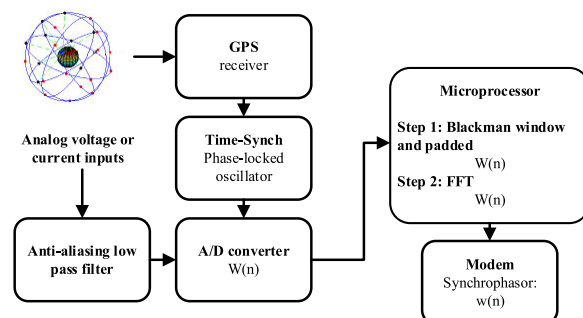 GPS
receiver
Analog voltage or
current inputs
Time-Synch
Phase-locked
oscillator
Anti-aliasing low
pass filter
A/D converter
W(n)
Microprocessor
Step 1: Blackman window
and padded
W(n)
Step 2: FFT
W(n)
Modem
Synchrophasor:
w(n)